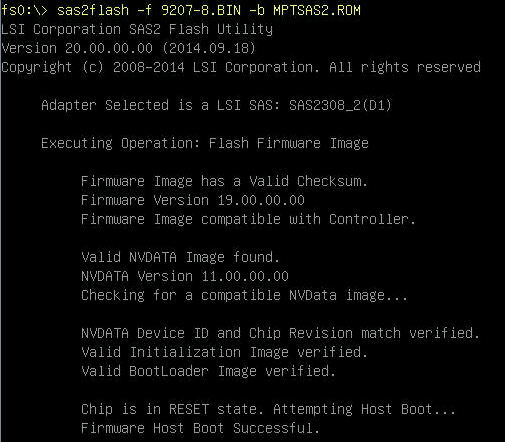 fs0:\> sas2flash -f 9207-8.BIN -b MPTSAS2.ROM
LSI Corporation SAS2 Flash Utility
Version 20.00.00.00 (2014.09.18)
Copyright (c) 2008-2014 LSI Corporation. All rights reserved
Adapter Selected is a LSI SAS: SAS2308_2(D1)
Executing Operation: Flash Firmware Image
Firmware Image has a Valid Checksum.
Firmware Version 19.00.00.00
Firmware Image compatible with Controller.
Valid NVDATA Image found.
NVDATA Version 11.00.00.00
Checking for a compatible NVData image...
NVDATA Device ID and Chip Revision match verified.
Valid Initialization Image verified.
Valid BootLoader Image verified.
Chip is in RESET state. Attempting Host Boot...
Firmware Host Boot Successful.